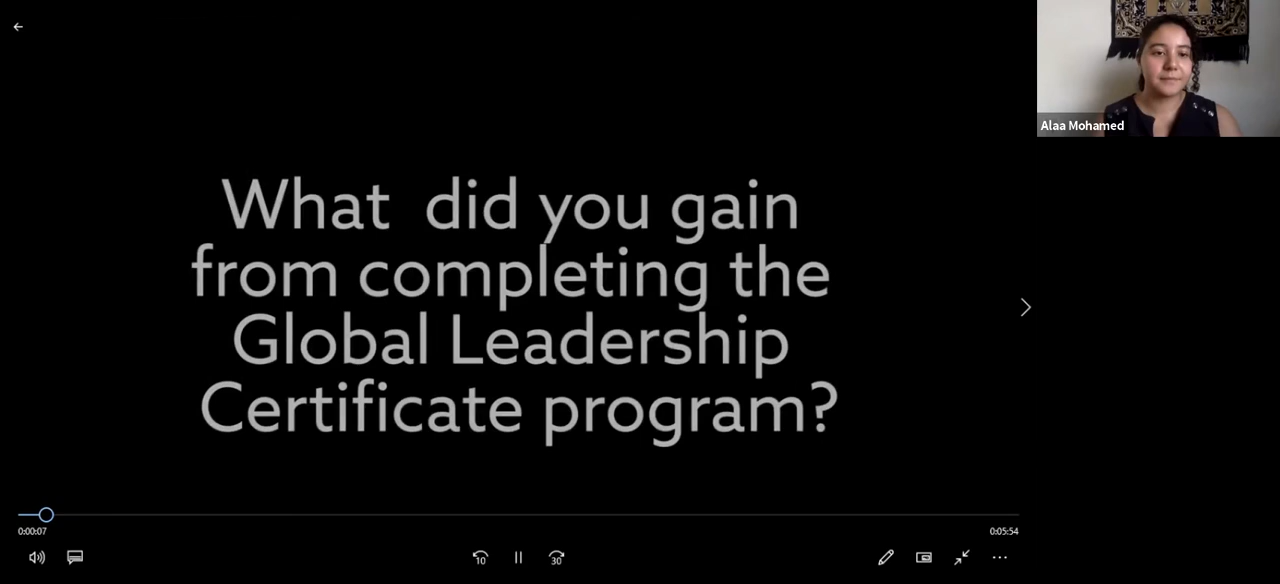 Alaa Mohamed
What did you gain
from completing the
Global Leadership
Certificate program?
0:00:07
0:05:54
10
30